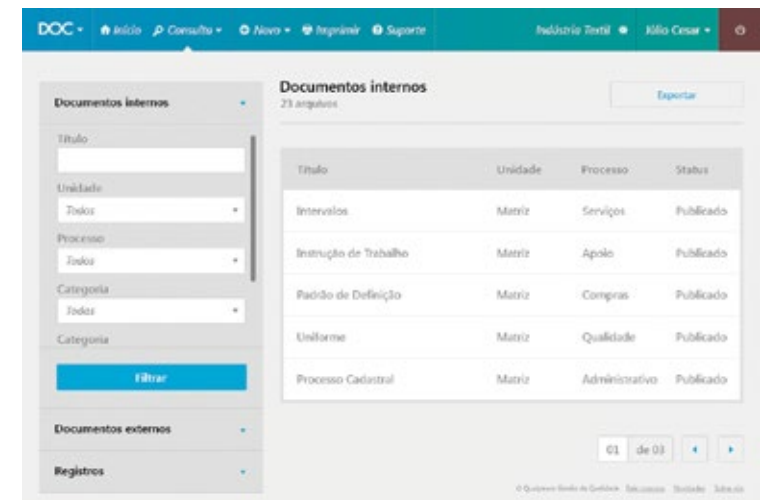 DOC Início Consulta Novo Imprimir Suporte Indústria Textil Júlio Cesar
Documentos internos
Título
Unidade
Todos
Processo
Todos
Categoria
Todas
Categoria
Filtrar
Documentos externos
Registros
Documentos internos
23 arquivos
Exportar
Título Unidade Processo Status
Intervalos Matriz Serviços Publicado
Instrução de Trabalho Matriz Apoio Publicado
Padrão de Definição Matriz Compras Publicado
Uniforme Matriz Qualidade Publicado
Processo Cadastral Matriz Administrativo Publicado
01 de 03